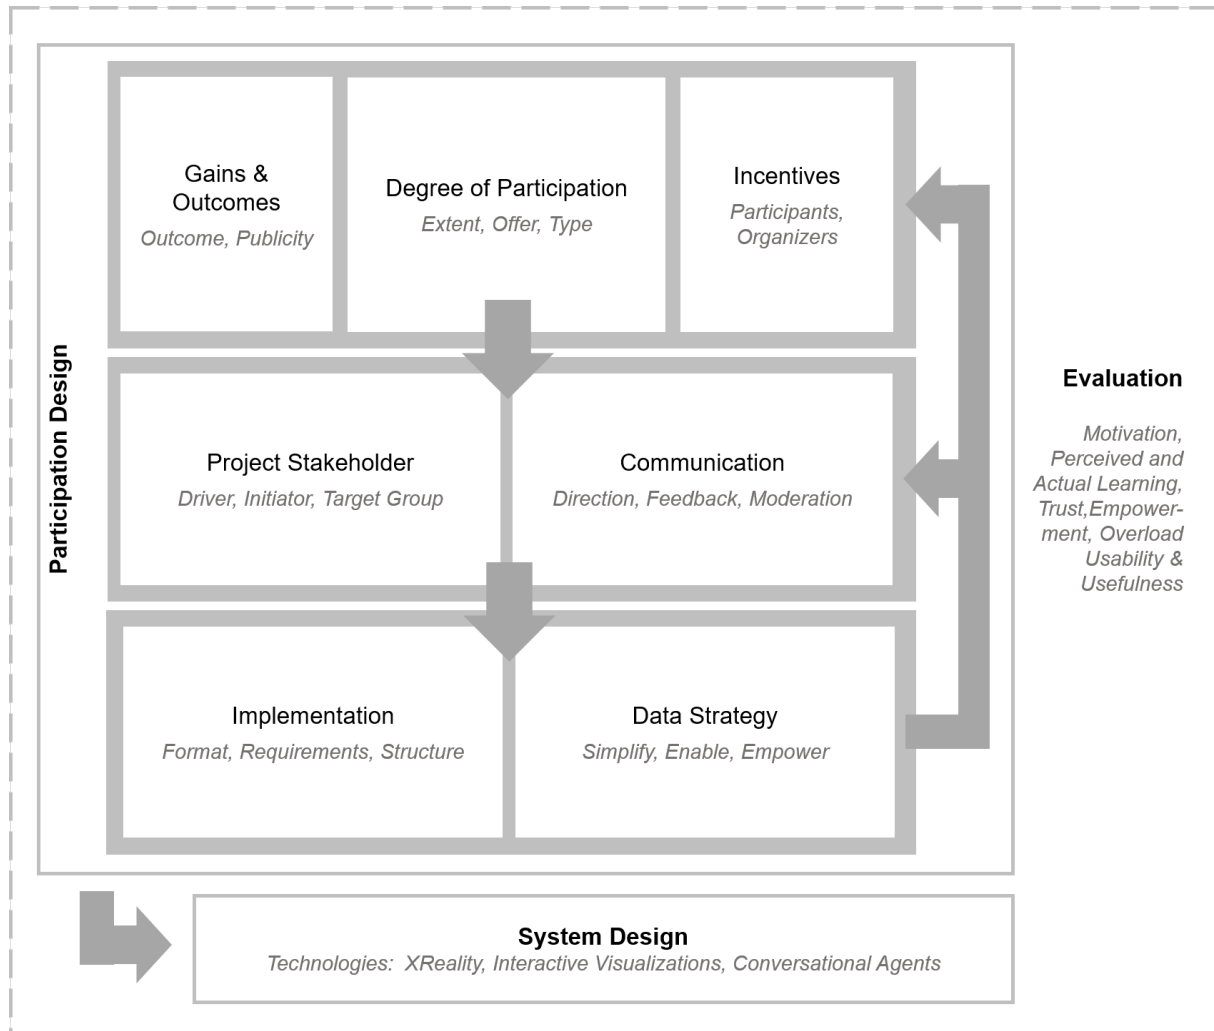 Gains &
Outcomes
Outcome, Publicity
Degree of Participation
Extent, Offer, Type
Incentives
Participants,
Organizers
Participation Design
Project Stakeholder
Driver, Initiator, Target Group
Communication
Direction, Feedback, Moderation
Implementation
Format, Requirements, Structure
Data Strategy
Simplify, Enable, Empower
Evaluation
Motivation,
Perceived and
Actual Learning,
Trust,Empower-
ment, Overload
Usability &
Usefulness
System Design
Technologies:  XReality, Interactive Visualizations, Conversational Agents